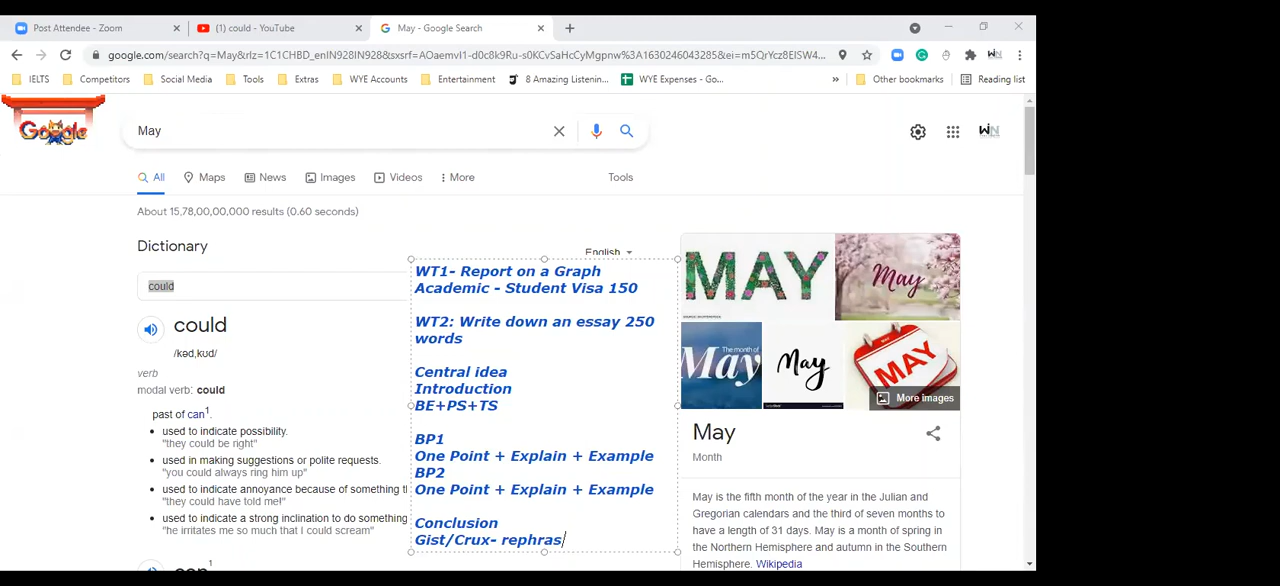 Post Attendee - Zoom
(1) could - YouTube
May - Google Search
google.com/search?q=May&rlz=1C1CHBD_enIN928IN928&sxsrf=AOaemvI1-d0c8k9Ru-s0KCvSaHcCyMgpnw%3A1630246043285&ei=m5QrYcz8EISW4...
IELTS
Competitors
Social Media
Tools
Extras
WYE Accounts
Entertainment
8 Amazing Listenin...
WYE Expenses - Go...
»
Other bookmarks
Reading list
Google
May
WIN
All
Maps
News
Images
Videos
More
Tools
About 15,78,00,00,000 results (0.60 seconds)
Dictionary
English
could
could
/kəd,kʊd/
verb
modal verb: could
past of can1.
• used to indicate possibility.
"they could be right"
• used in making suggestions or polite requests.
"you could always ring him up"
• used to indicate annoyance because of something t
"they could have told me!"
• used to indicate a strong inclination to do something
"he irritates me so much that I could scream"
can1
WT1- Report on a Graph
Academic - Student Visa 150
WT2: Write down an essay 250
words
Central idea
Introduction
BE+PS+TS
BP1
One Point + Explain + Example
BP2
One Point + Explain + Example
Conclusion
Gist/Crux- rephras
MAY
May
The month of
May
May
MAY
More images
May
Month
May is the fifth month of the year in the Julian and
Gregorian calendars and the third of seven months to
have a length of 31 days. May is a month of spring in
the Northern Hemisphere and autumn in the Southern
Hemisphere. Wikipedia